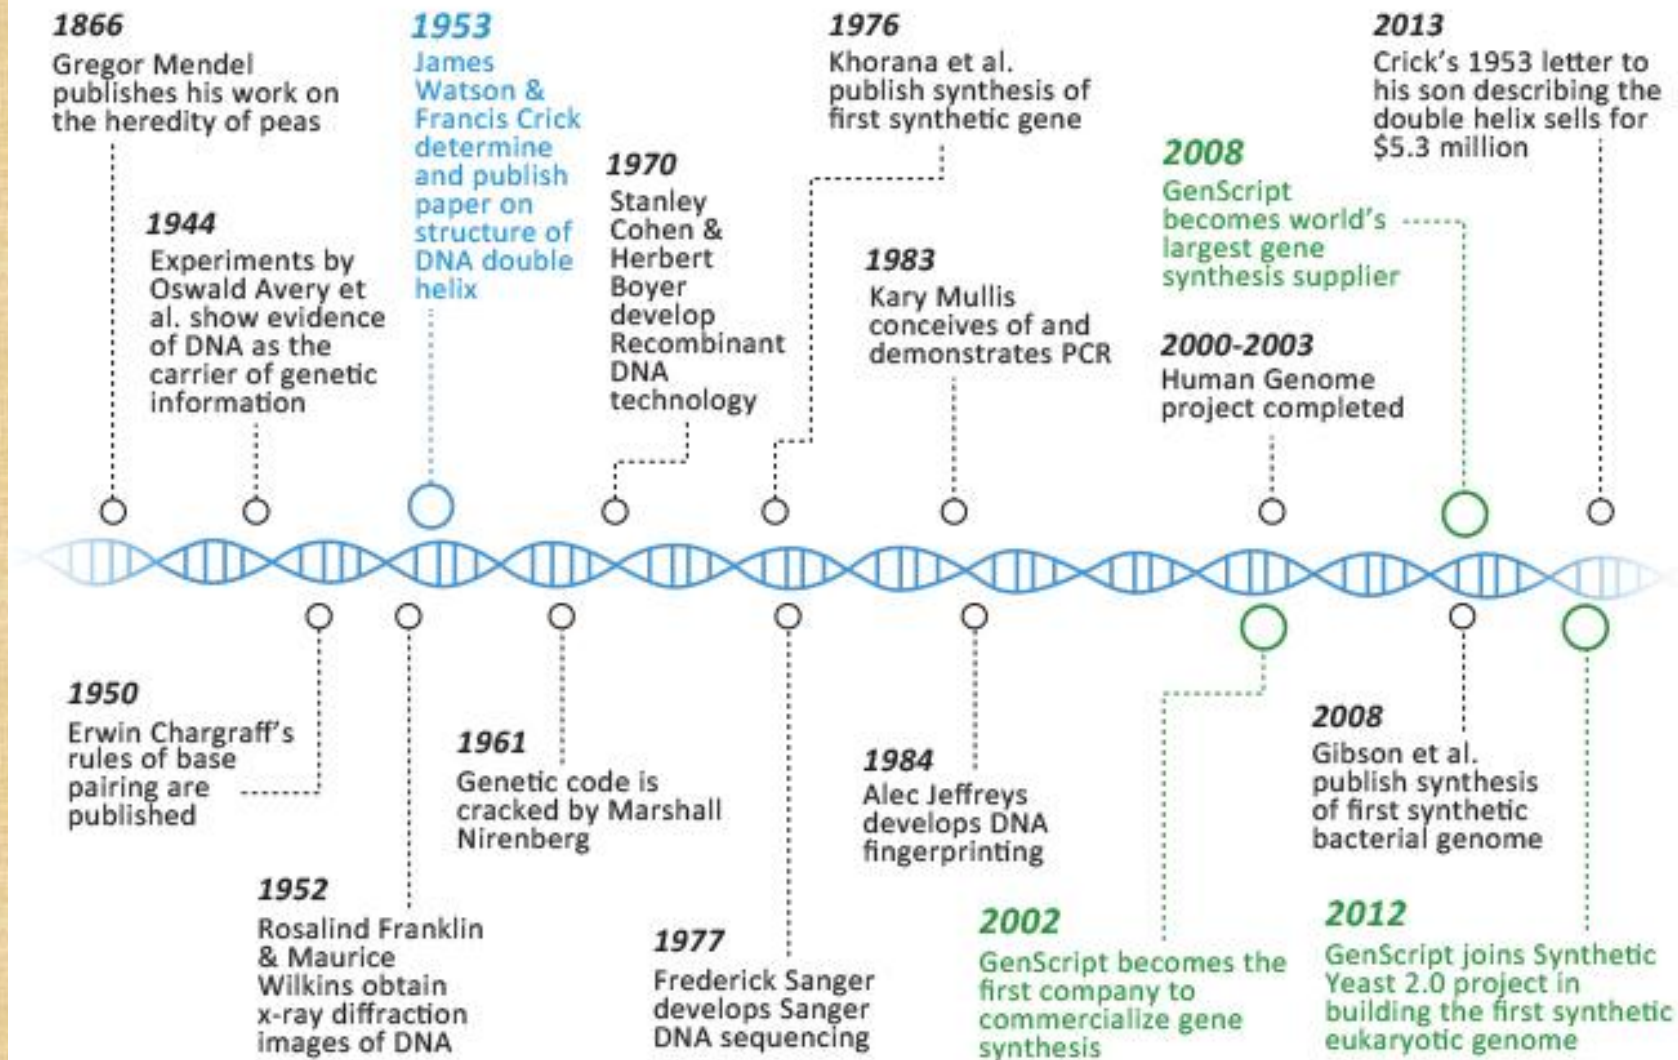 1866
Gregor Mendel
publishes his work on
the heredity of peas
1944
Experiments by
Oswald Avery et
al. show evidence
of DNA as the
carrier of genetic
information
1953
James
Watson &
Francis Crick
determine
and publish
paper on
structure of
DNA double
helix
1970
Stanley
Cohen &
Herbert
Boyer
develop
Recombinant
DNA
technology
1976
Khorana et al.
publish synthesis of
first synthetic gene
1983
Kary Mullis
conceives of and
demonstrates PCR
2008
GenScript
becomes world's
largest gene
synthesis supplier
2000-2003
Human Genome
project completed
2013
Crick's 1953 letter to
his son describing the
double helix sells for
$5.3 million
1950
Erwin Chargraff's
rules of base
pairing are
published
1952
Rosalind Franklin
& Maurice
Wilkins obtain
x-ray diffraction
images of DNA
1961
Genetic code is
cracked by Marshall
Nirenberg
1977
Frederick Sanger
develops Sanger
DNA sequencing
1984
Alec Jeffreys
develops DNA
fingerprinting
2002
GenScript becomes the
first company to
commercialize gene
synthesis
2008
Gibson et al.
publish synthesis
of first synthetic
bacterial genome
2012
GenScript joins Synthetic
Yeast 2.0 project in
building the first synthetic
eukaryotic genome